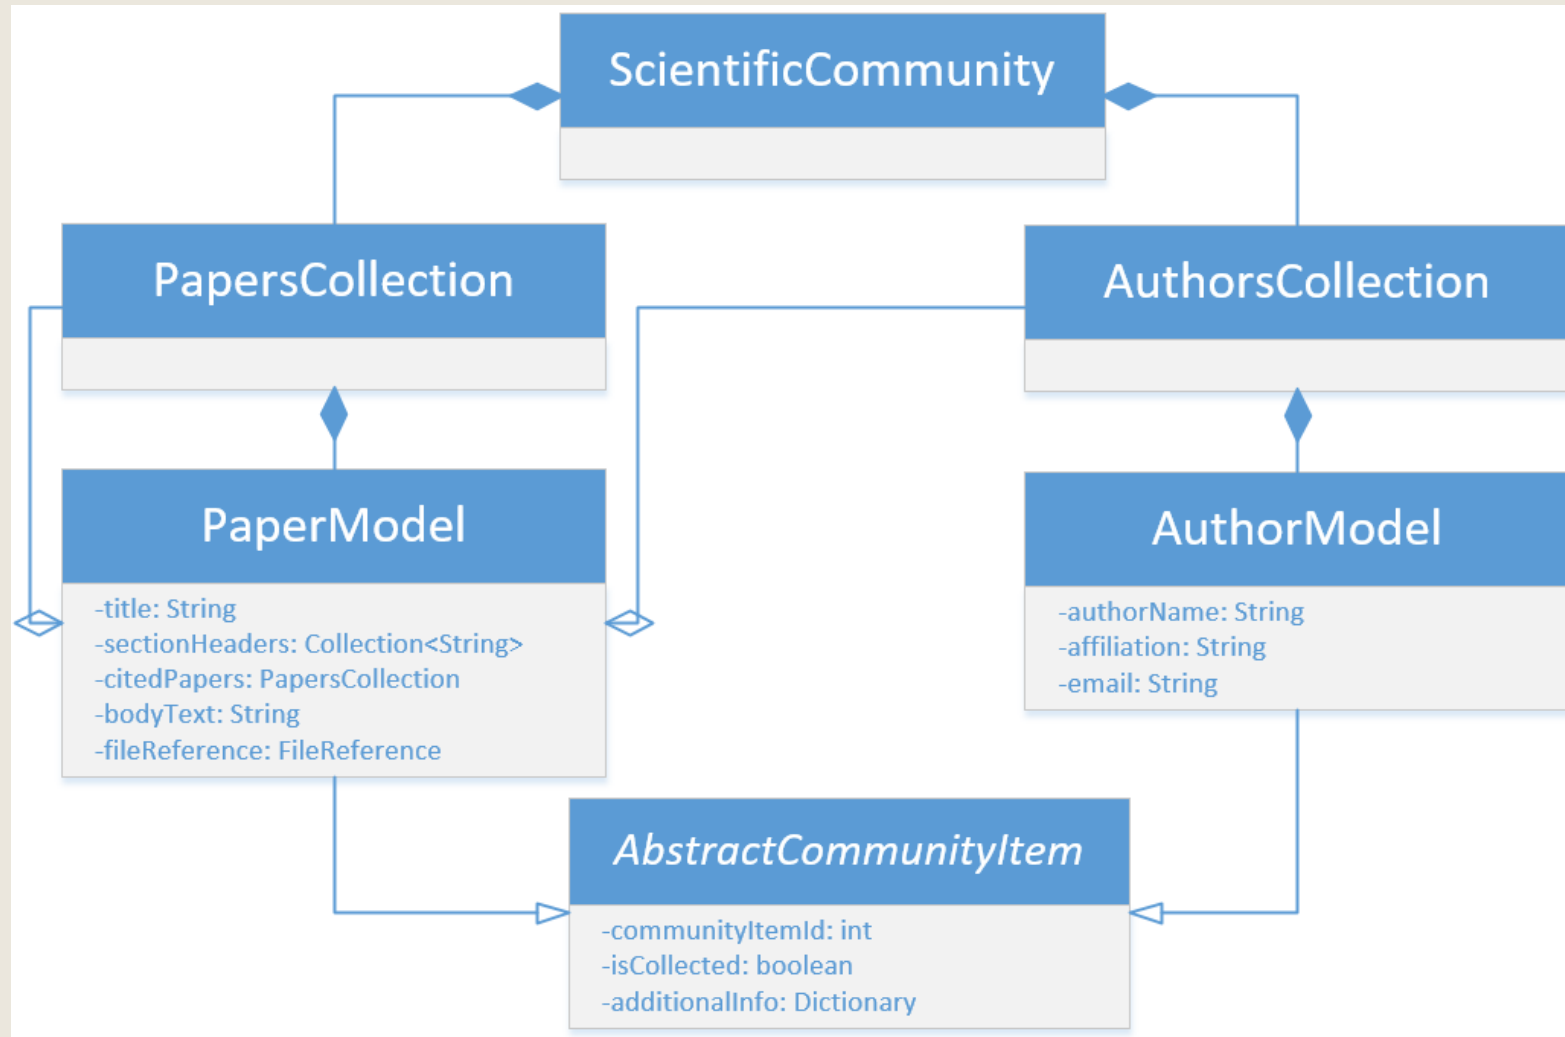 ScientificCommunity
PapersCollection
AuthorsCollection
PaperModel
-title: String
-sectionHeaders: Collection<String>
-citedPapers: PapersCollection
-bodyText: String
-fileReference: FileReference
AuthorModel
-authorName: String
-affiliation: String
-email: String
AbstractCommunityItem
-communityItemId: int
-isCollected: boolean
-additionalInfo: Dictionary